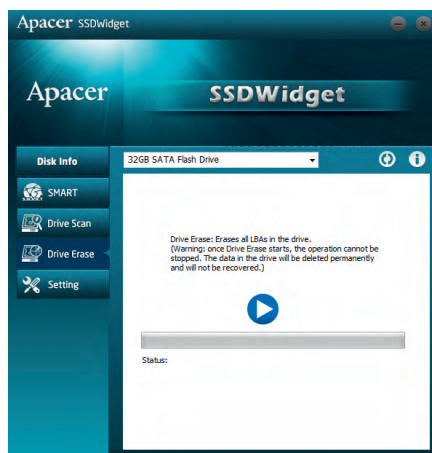 Apacer SSDWidget
Apacer
SSDWidget
Disk Info
32GB SATA Flash Drive
SMART
Drive Scan
Drive Erase
Setting
Drive Erase: Erases all LBAs in the drive.
(Warning: once Drive Erase starts, the operation cannot be
stopped. The data in the drive will be deleted permanently
and will not be recovered.)
Status: